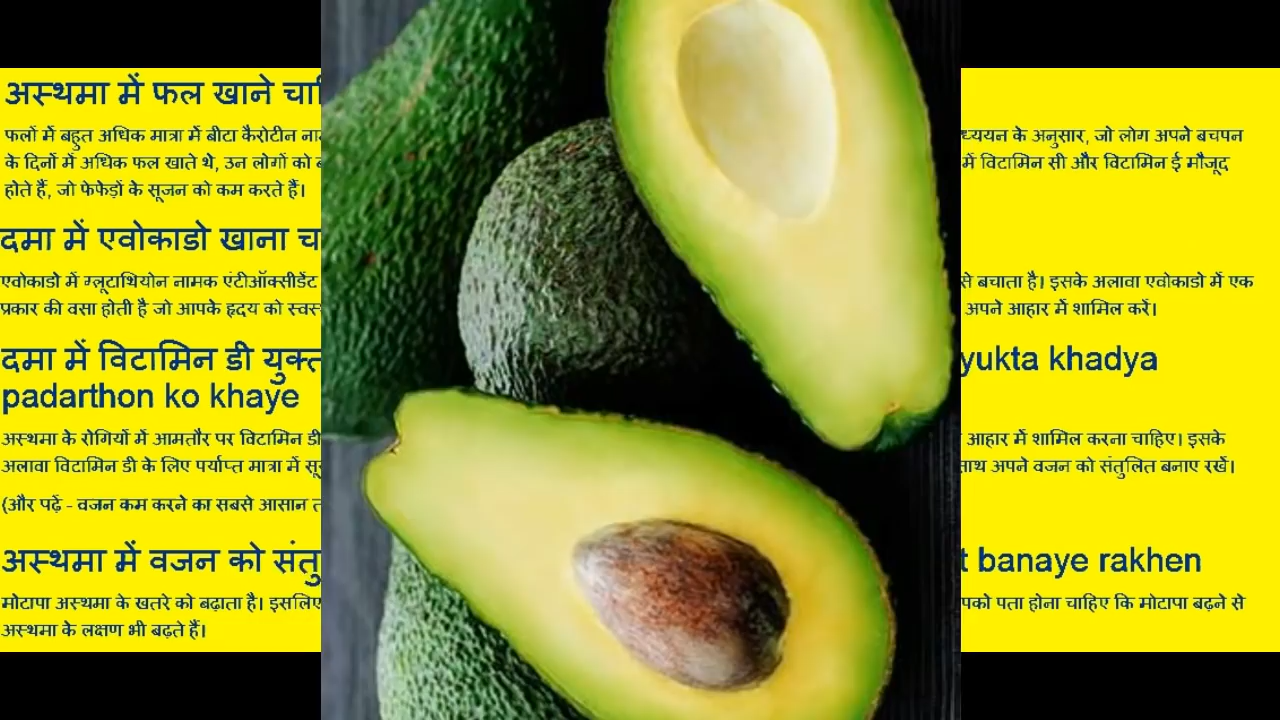 अस्थमा में फल खाने
फलों में बहुत अधिक मात्रा में बीटा कैरोटीन के अनुसार, जो लोग अपने बचपन
के दिनों में अधिक फल खाते थे, उन लोगों को में विटामिन सी और विटामिन ई मौजूद
होते हैं, जो फेफेड़ों के सूजन को कम करते हैं।
दमा में एवोकाडो खाना
एवोकाडो में ग्लूटाथियोन नामक एंटीऑक्सीडेंट से बचाता है। इसके अलावा एवोकाडो में एक
प्रकार की वसा होती है जो आपके हृदय को अपने आहार में शामिल करें।
दमा में विटामिन डी युक्त yukta khadya
padarthon ko khaye
अस्थमा के रोगियों में आमतौर पर विटामिन डी आहार में शामिल करना चाहिए। इसके
अलावा विटामिन डी के लिए पर्याप्त मात्रा में साथ अपने वजन को संतुलित बनाए रखें।
(और पढ़ें - वजन कम करने का सबसे आसान
अस्थमा में वजन को banaye rakhen
मोटापा अस्थमा के खतरे को बढ़ाता है। इसलिए पता होना चाहिए कि मोटापा बढ़ने से
अस्थमा के लक्षण भी बढ़ते हैं।